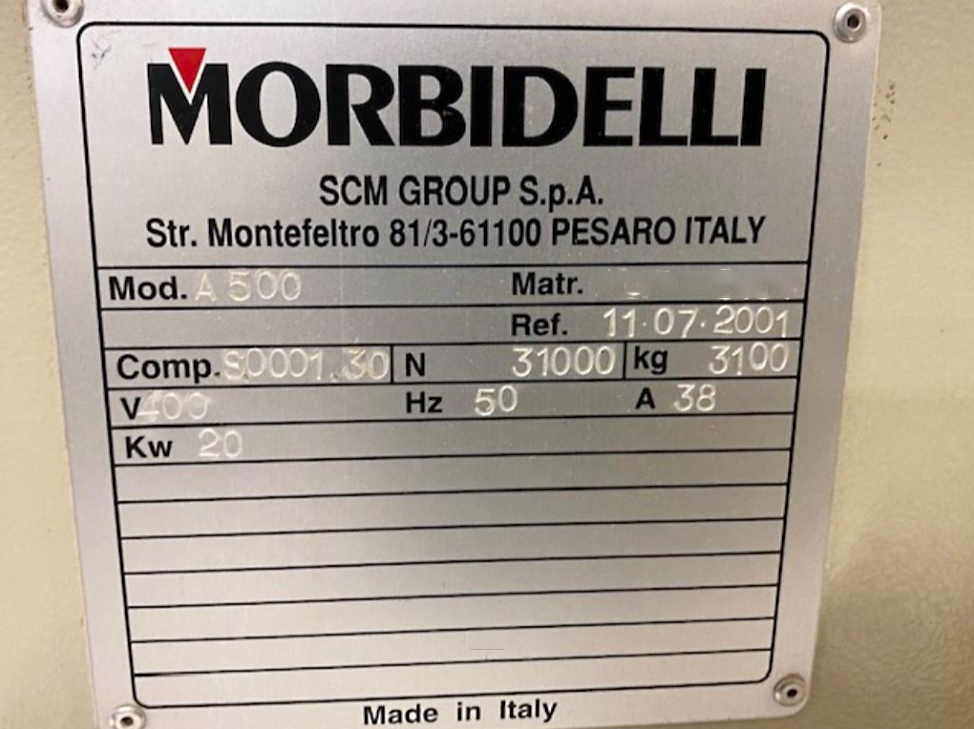 MORBIDELLI
SCM GROUP S.p.A.
Str. Montefeltro 81/3-61100 PESARO ITALY
Mod. A 500 Matr.
Ref. 11·07·2001
Comp. S0001.30 N 31000 kg 3100
V 400 Hz 50 A 38
Kw 20
Made in Italy